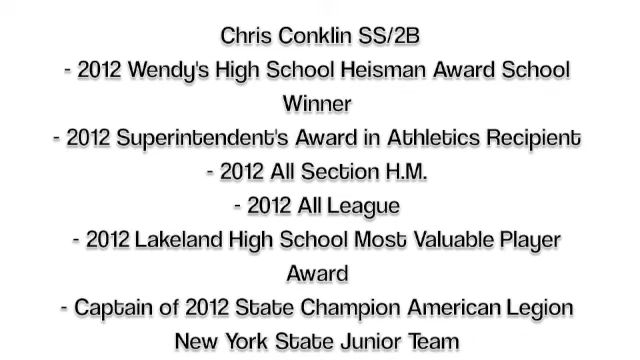 Chris Conklin SS/2B
- 2012 Wendy's High School Heisman Award School
Winner
- 2012 Superintendent's Award in Athletics Recipient
- 2012 All Section H.M.
- 2012 All League
- 2012 Lakeland High School Most Valuable Player
Award
- Captain of 2012 State Champion American Legion
New York State Junior Team